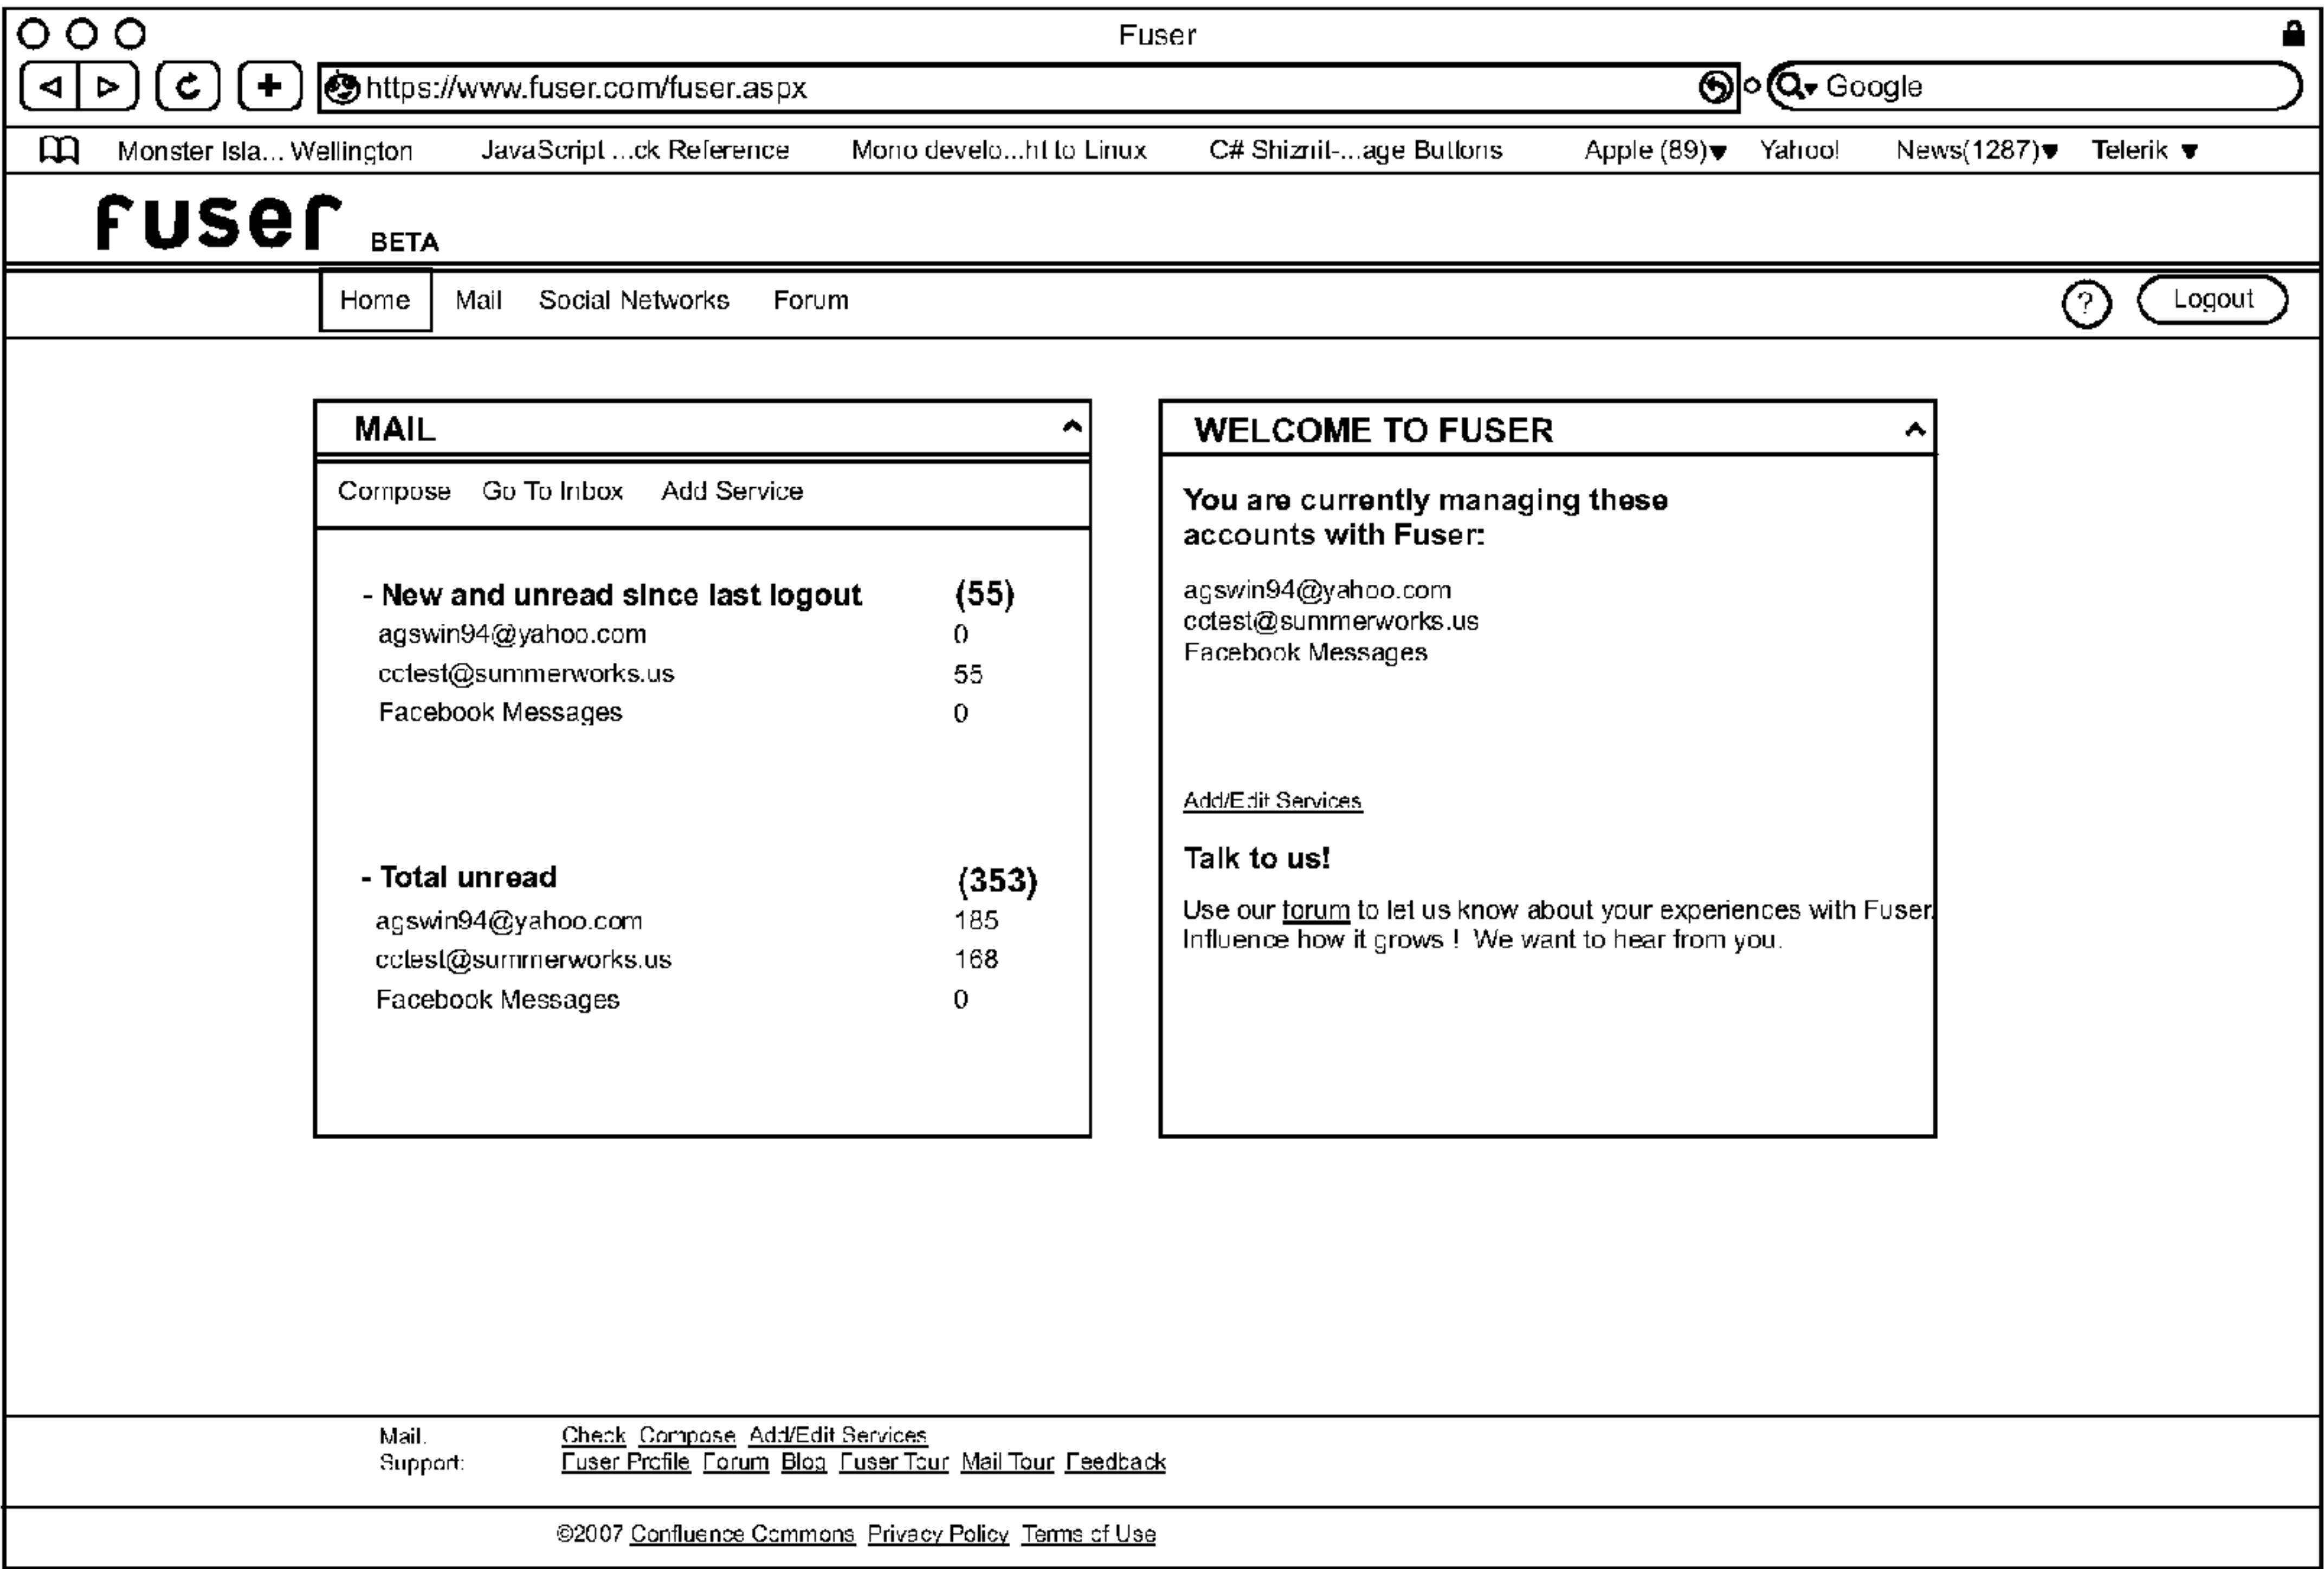 Fuser
https://www.fuser.com/fuser.aspx
Google
Monster Isla... Wellington JavaScript ...ck Reference Mono develo...ht to Linux C# Shiznit-...age Buttons Apple (89) Yahoo! News(1287) Telerik
fuser BETA
Home Mail Social Networks Forum ? Logout
MAIL
Compose Go To Inbox Add Service
- New and unread since last logout (55)
agswin94@yahoo.com 0
cctest@summerworks.us 55
Facebook Messages 0
- Total unread (353)
agswin94@yahoo.com 185
cctest@summerworks.us 168
Facebook Messages 0
WELCOME TO FUSER
You are currently managing these
accounts with Fuser:
agswin94@yahoo.com
cctest@summerworks.us
Facebook Messages
Add/Edit Services
Talk to us!
Use our forum to let us know about your experiences with Fuser.
Influence how it grows ! We want to hear from you.
Mail. Check Compose Add/Edit Services
Support: Fuser Profile Forum Blog Fuser Tour Mail Tour Feedback
©2007 Confluence Commons Privacy Policy Terms of Use